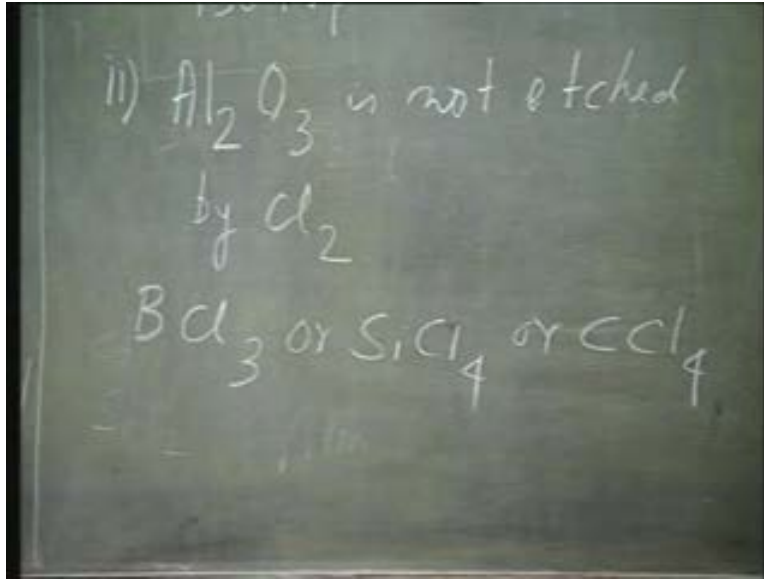 ii) Al₂O₃ is not etched
by Cl₂
BCl₃ or SiCl₄ or CCl₄